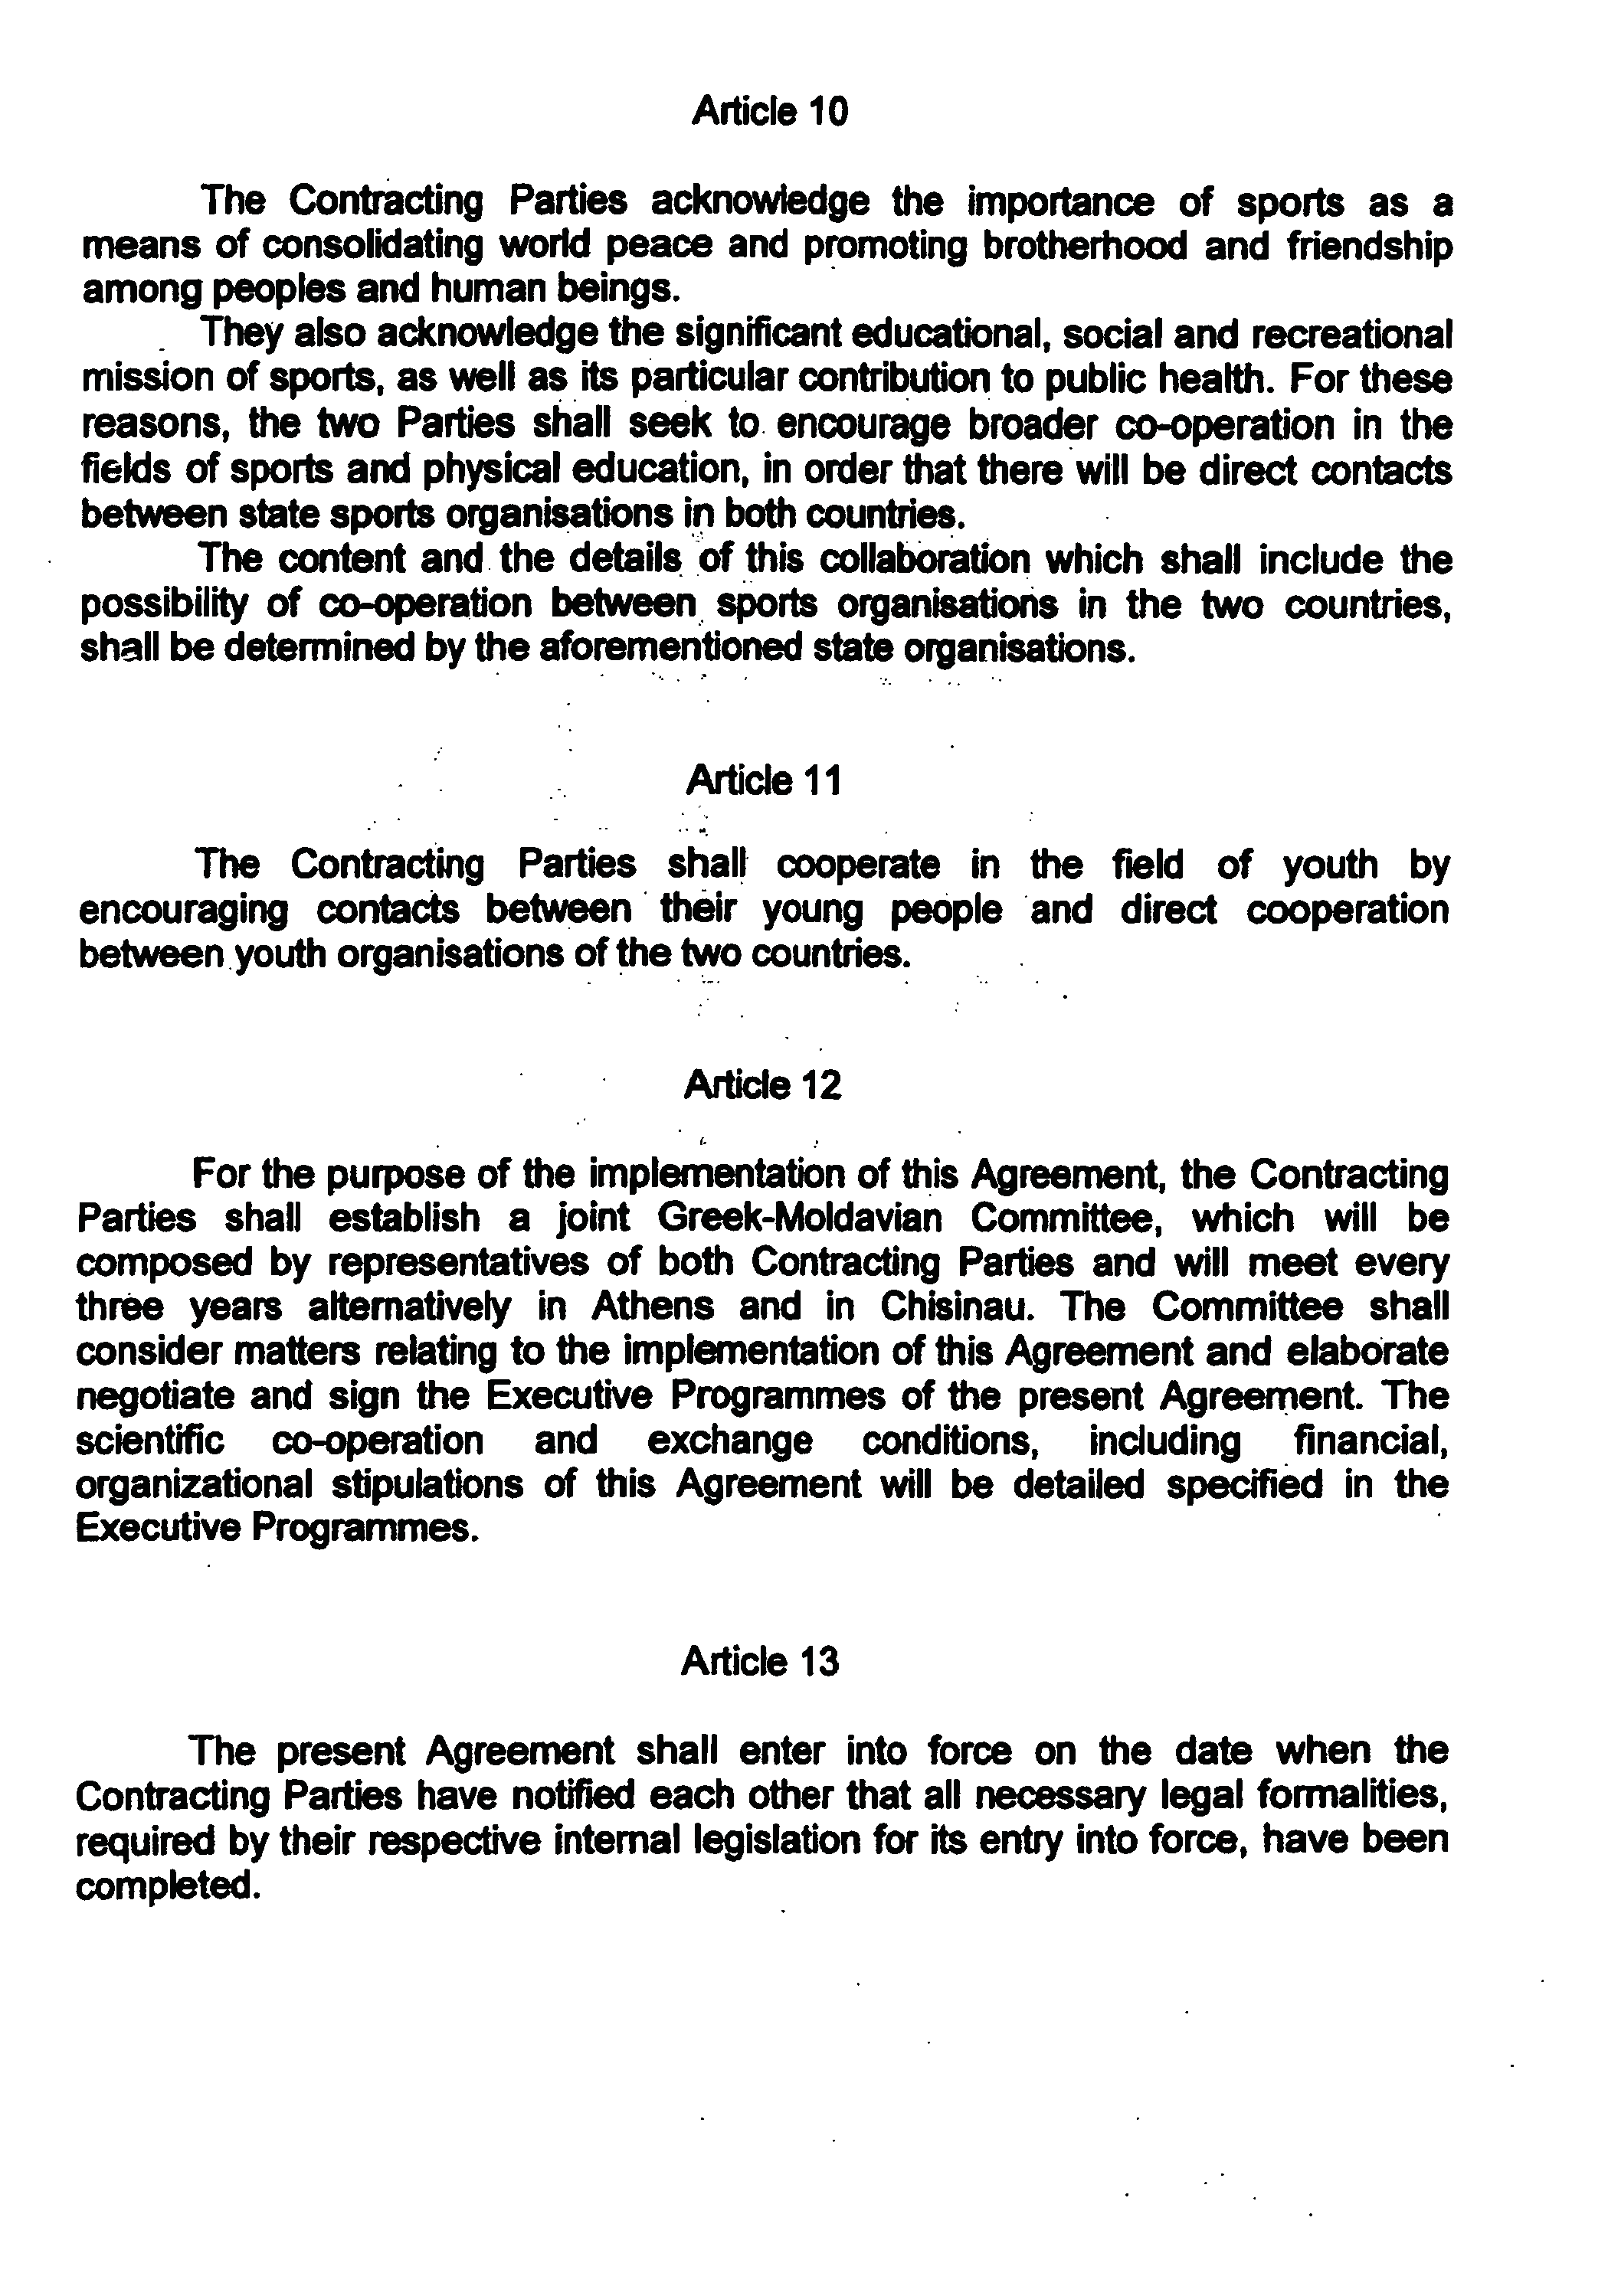 Article 10
The Contracting Parties acknowledge the importance of sports as a
means of consolidating world peace and promoting brotherhood and friendship
among peoples and human beings.
They also acknowledge the significant educational, social and recreational
mission of sports, as well as its particular contribution to public health. For these
reasons, the two Parties shall seek to encourage broader co-operation in the
fields of sports and physical education, in order that there will be direct contacts
between state sports organisations in both countries.
The content and the details of this collaboration which shall include the
possibility of co-operation between sports organisations in the two countries,
shall be determined by the aforementioned state organisations.
Article 11
The Contracting Parties shall cooperate in the field of youth by
encouraging contacts between their young people and direct cooperation
between youth organisations of the two countries.
Article 12
For the purpose of the implementation of this Agreement, the Contracting
Parties shall establish a joint Greek-Moldavian Committee, which will be
composed by representatives of both Contracting Parties and will meet every
three years alternatively in Athens and in Chisinau. The Committee shall
consider matters relating to the implementation of this Agreement and elaborate
negotiate and sign the Executive Programmes of the present Agreement. The
scientific co-operation and exchange conditions, including financial,
organizational stipulations of this Agreement will be detailed specified in the
Executive Programmes.
Article 13
The present Agreement shall enter into force on the date when the
Contracting Parties have notified each other that all necessary legal formalities,
required by their respective internal legislation for its entry into force, have been
completed.